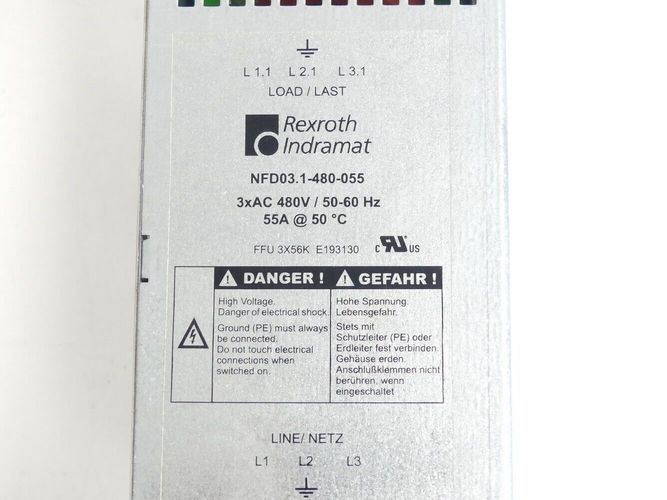 L 1.1 L 2.1 L 3.1
LOAD / LAST
Rexroth
Indramat
NFD03.1-480-055
3xAC 480V / 50-60 Hz
55A @ 50 °C
FFU 3X56K E193130 c RU US
DANGER !
High Voltage.
Danger of electrical shock.
Ground (PE) must always
be connected.
Do not touch electrical
connections when
switched on.
GEFAHR !
Hohe Spannung.
Lebensgefahr.
Stets mit
Schutzleiter (PE) oder
Erdleiter fest verbinden.
Gehäuse erden.
Anschlußklemmen nicht
berühren, wenn
eingeschaltet
LINE/ NETZ
L1 L2 L3